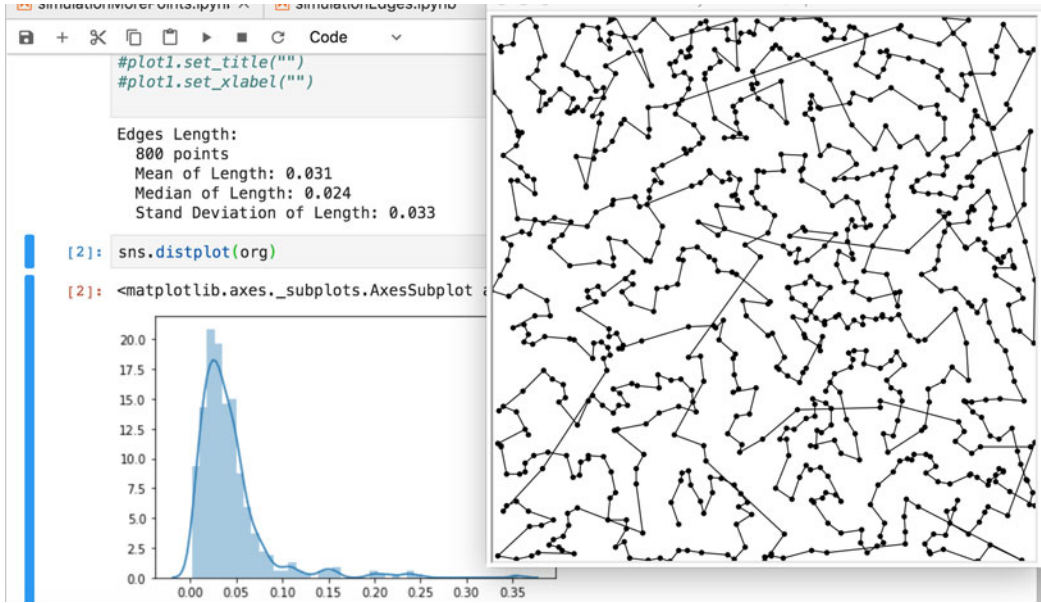 simulationMorePoints.ipynb
simulationEdges.ipynb
Code
#plot1.set_title("")
#plot1.set_xlabel("")
Edges Length:
800 points
Mean of Length: 0.031
Median of Length: 0.024
Stand Deviation of Length: 0.033
[2]: sns.distplot(org)
[2]: <matplotlib.axes._subplots.AxesSubplot a
20.0
17.5
15.0
12.5
10.0
7.5
5.0
2.5
0.0
0.00 0.05 0.10 0.15 0.20 0.25 0.30 0.35